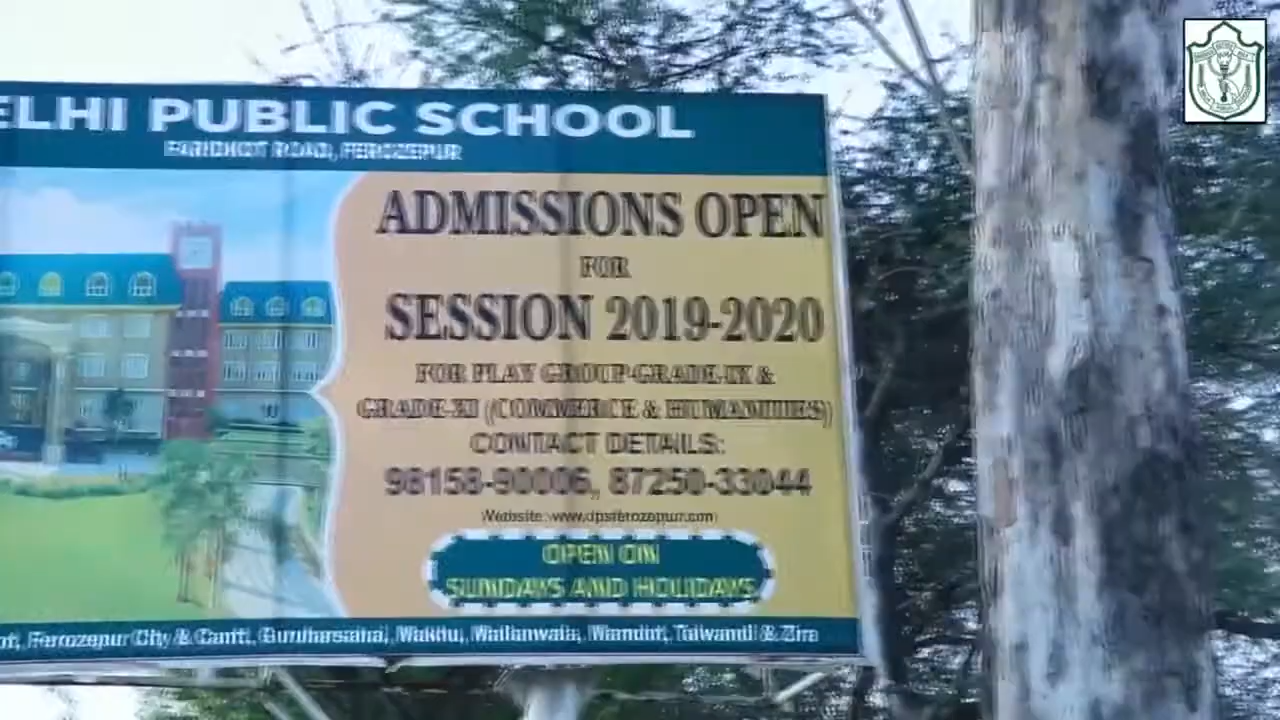 ELHI PUBLIC SCHOOL
FARIDKOT ROAD, FEROZEPUR
ADMISSIONS OPEN
FOR
SESSION 2019-2020
FOR PLAY GROUP-GRADE-IX &
GRADE-XI (COMMERCE & HUMANITIES)
CONTACT DETAILS:
98158-90006, 87250-33044
Website: www.dpsferozepur.com
OPEN ON
SUNDAYS AND HOLIDAYS
Ferozepur City & Cantt, Guruharsahai, Makhu, Mallanwala, Mamdot, Talwandi & Zira